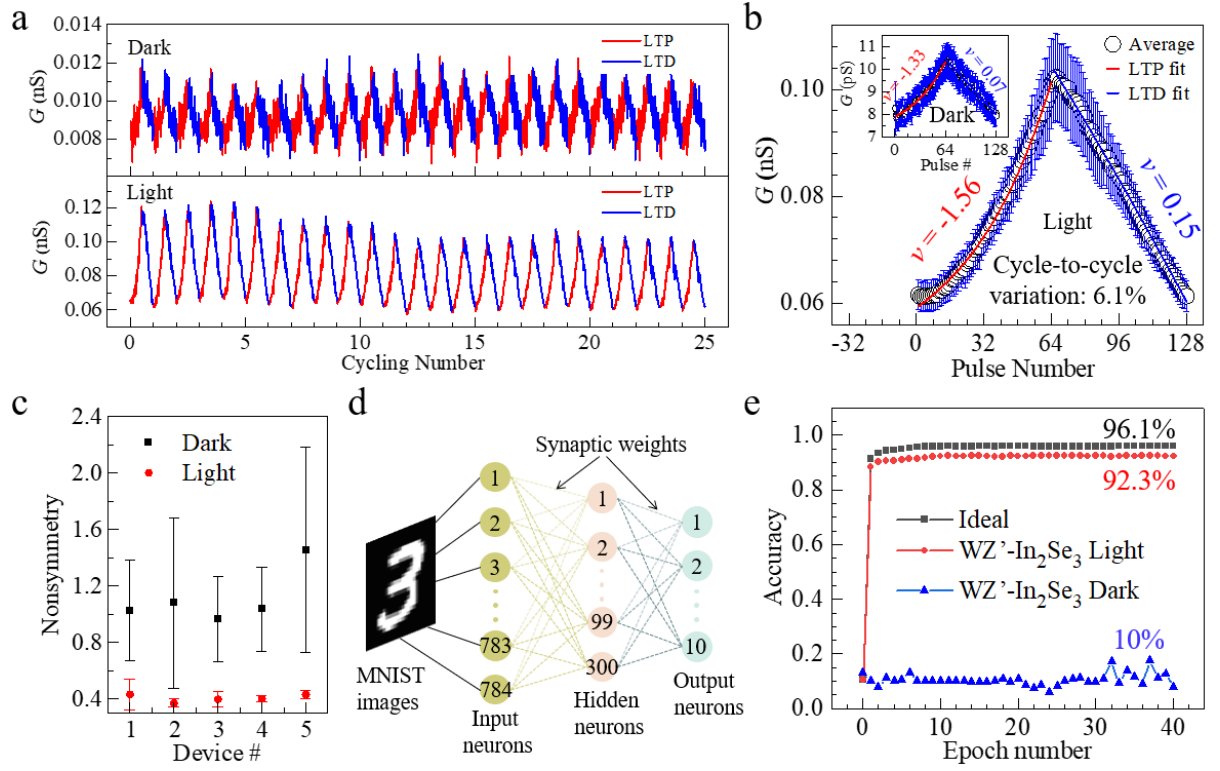 a
0.014
0.012
0.010
0.008
G (nS)
Dark
LTP
LTD
0.12
0.10
0.08
0.06
G (nS)
Light
LTP
LTD
0 5 10 15 20 25
Cycling Number
b
0.10
0.08
0.06
G (nS)
Average
LTP fit
LTD fit
11
10
9
8
7
G (pS)
ν = -1.33
ν = 0.07
Dark
0 64 128
Pulse #
ν = -1.56
ν = 0.15
Light
Cycle-to-cycle
variation: 6.1%
-32 0 32 64 96 128
Pulse Number
c
2.4
2.0
1.6
1.2
0.8
0.4
Nonsymmetry
Dark
Light
1 2 3 4 5
Device #
d
Synaptic weights
1
2
3
783
784
1
2
99
300
1
2
10
MNIST
images
Input
neurons
Hidden
neurons
Output
neurons
e
1.0
0.8
0.6
0.4
0.2
0.0
Accuracy
96.1%
92.3%
Ideal
WZ’-In₂Se₃ Light
WZ’-In₂Se₃ Dark
10%
0 10 20 30 40
Epoch number